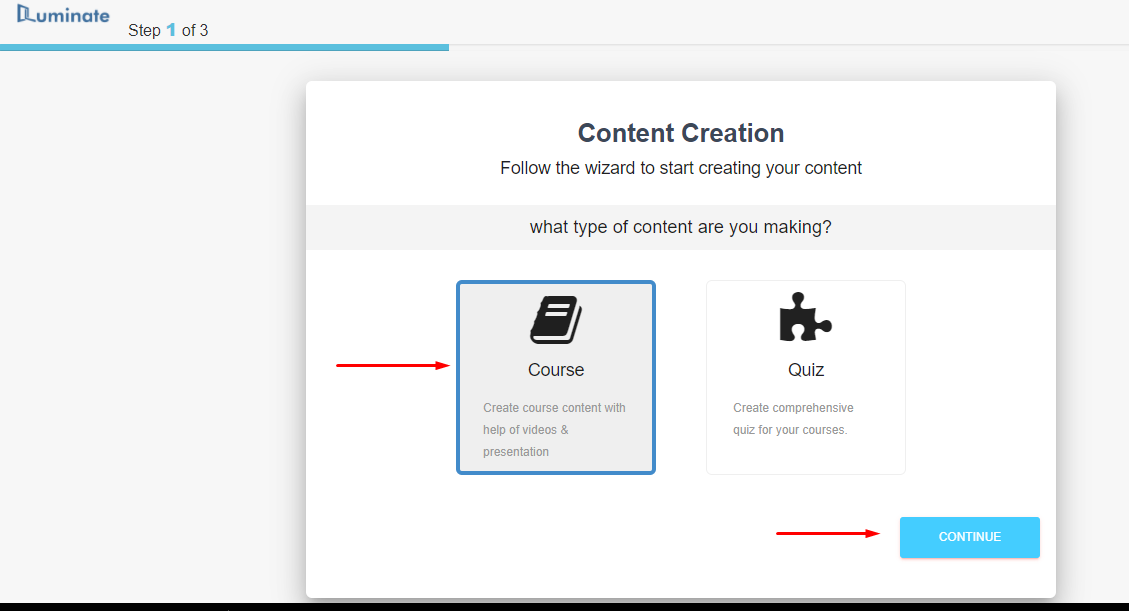 ILuminate
Step 1 of 3
Content Creation
Follow the wizard to start creating your content
what type of content are you making?
Course
Create course content with
help of videos &
presentation
Quiz
Create comprehensive
quiz for your courses.
CONTINUE